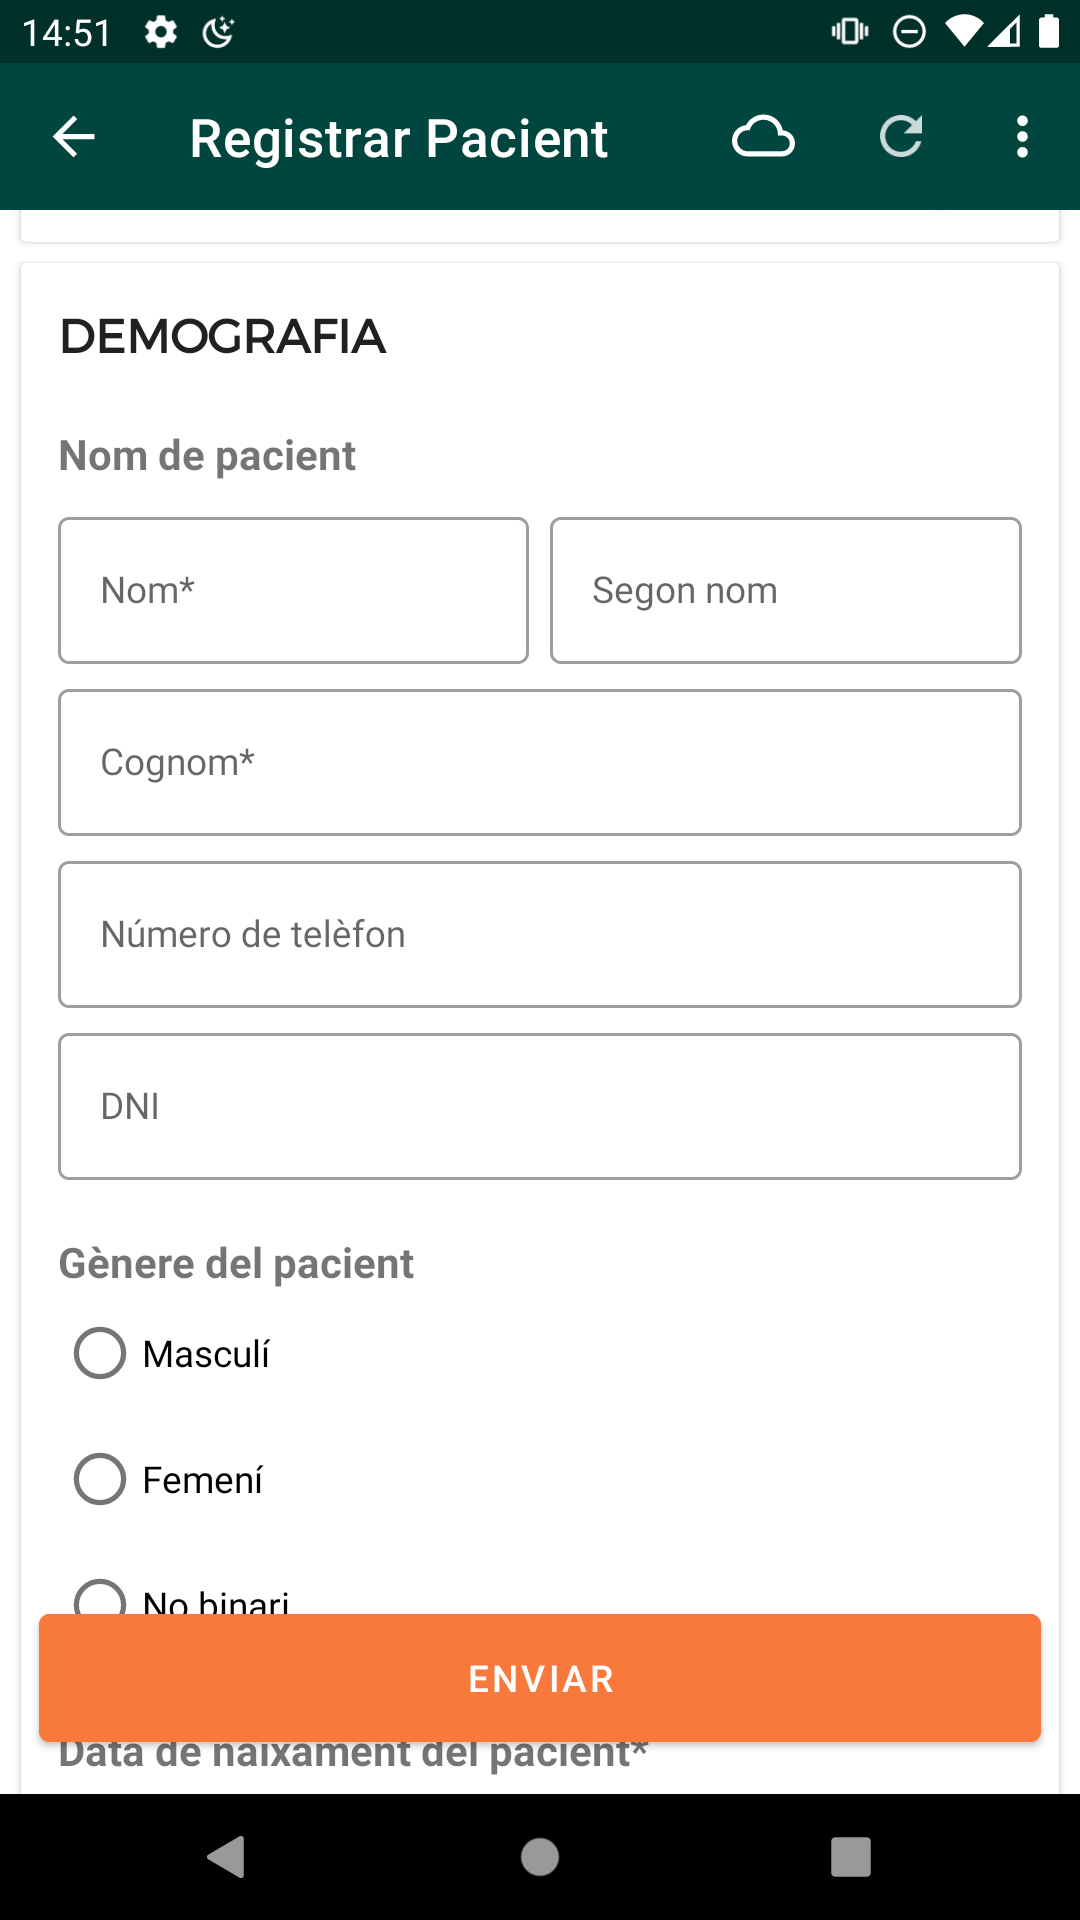 14:51
Registrar Pacient
DEMOGRAFIA
Nom de pacient
Nom*
Segon nom
Cognom*
Número de telèfon
DNI
Gènere del pacient
Masculí
Femení
No binari
ENVIAR
Data de naixament del pacient*